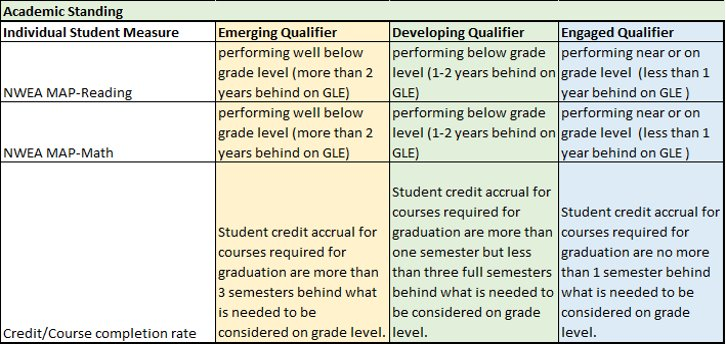 Academic Standing
Individual Student Measure
Emerging Qualifier
Developing Qualifier
Engaged Qualifier
NWEA MAP-Reading
performing well below
grade level (more than 2
years behind on GLE)
performing below grade
level (1-2 years behind on
GLE)
performing near or on
grade level (less than 1
year behind on GLE )
NWEA MAP-Math
performing well below
grade level (more than 2
years behind on GLE)
performing below grade
level (1-2 years behind on
GLE)
performing near or on
grade level (less than 1
year behind on GLE )
Credit/Course completion rate
Student credit accrual for
courses required for
graduation are more than
3 semesters behind what
is needed to be
considered on grade level.
Student credit accrual for
courses required for
graduation are more than
one semester but less
than three full semesters
behind what is needed to
be considered on grade
level.
Student credit accrual for
courses required for
graduation are no more
than 1 semester behind
what is needed to be
considered on grade
level.